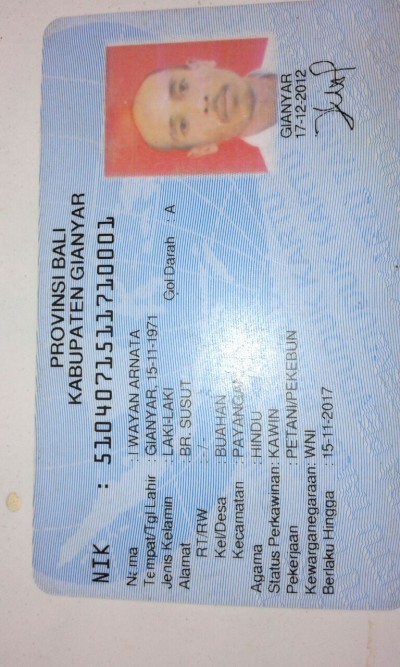 PROVINSI BALI
KABUPATEN GIANYAR
NIK : 5104071511710001
Nama : I WAYAN ARNATA
Tempat/Tgl Lahir : GIANYAR, 15-11-1971
Jenis Kelamin : LAKI-LAKI Gol Darah : A
Alamat : BR. SUSUT
RT/RW : - / -
Kel/Desa : BUAHAN
Kecamatan : PAYANGAN
Agama : HINDU
Status Perkawinan: KAWIN
Pekerjaan : PETANI/PEKEBUN
Kewarganegaraan: WNI
Berlaku Hingga : 15-11-2017
GIANYAR
17-12-2012